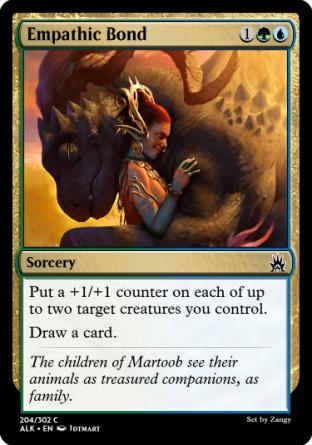 Empathic Bond 1
Sorcery
Put a +1/+1 counter on each of up
to two target creatures you control.
Draw a card.
The children of Martoob see their
animals as treasured companions, as
family.
204/302 C
ALK • EN JDTMART
Set by Zangy